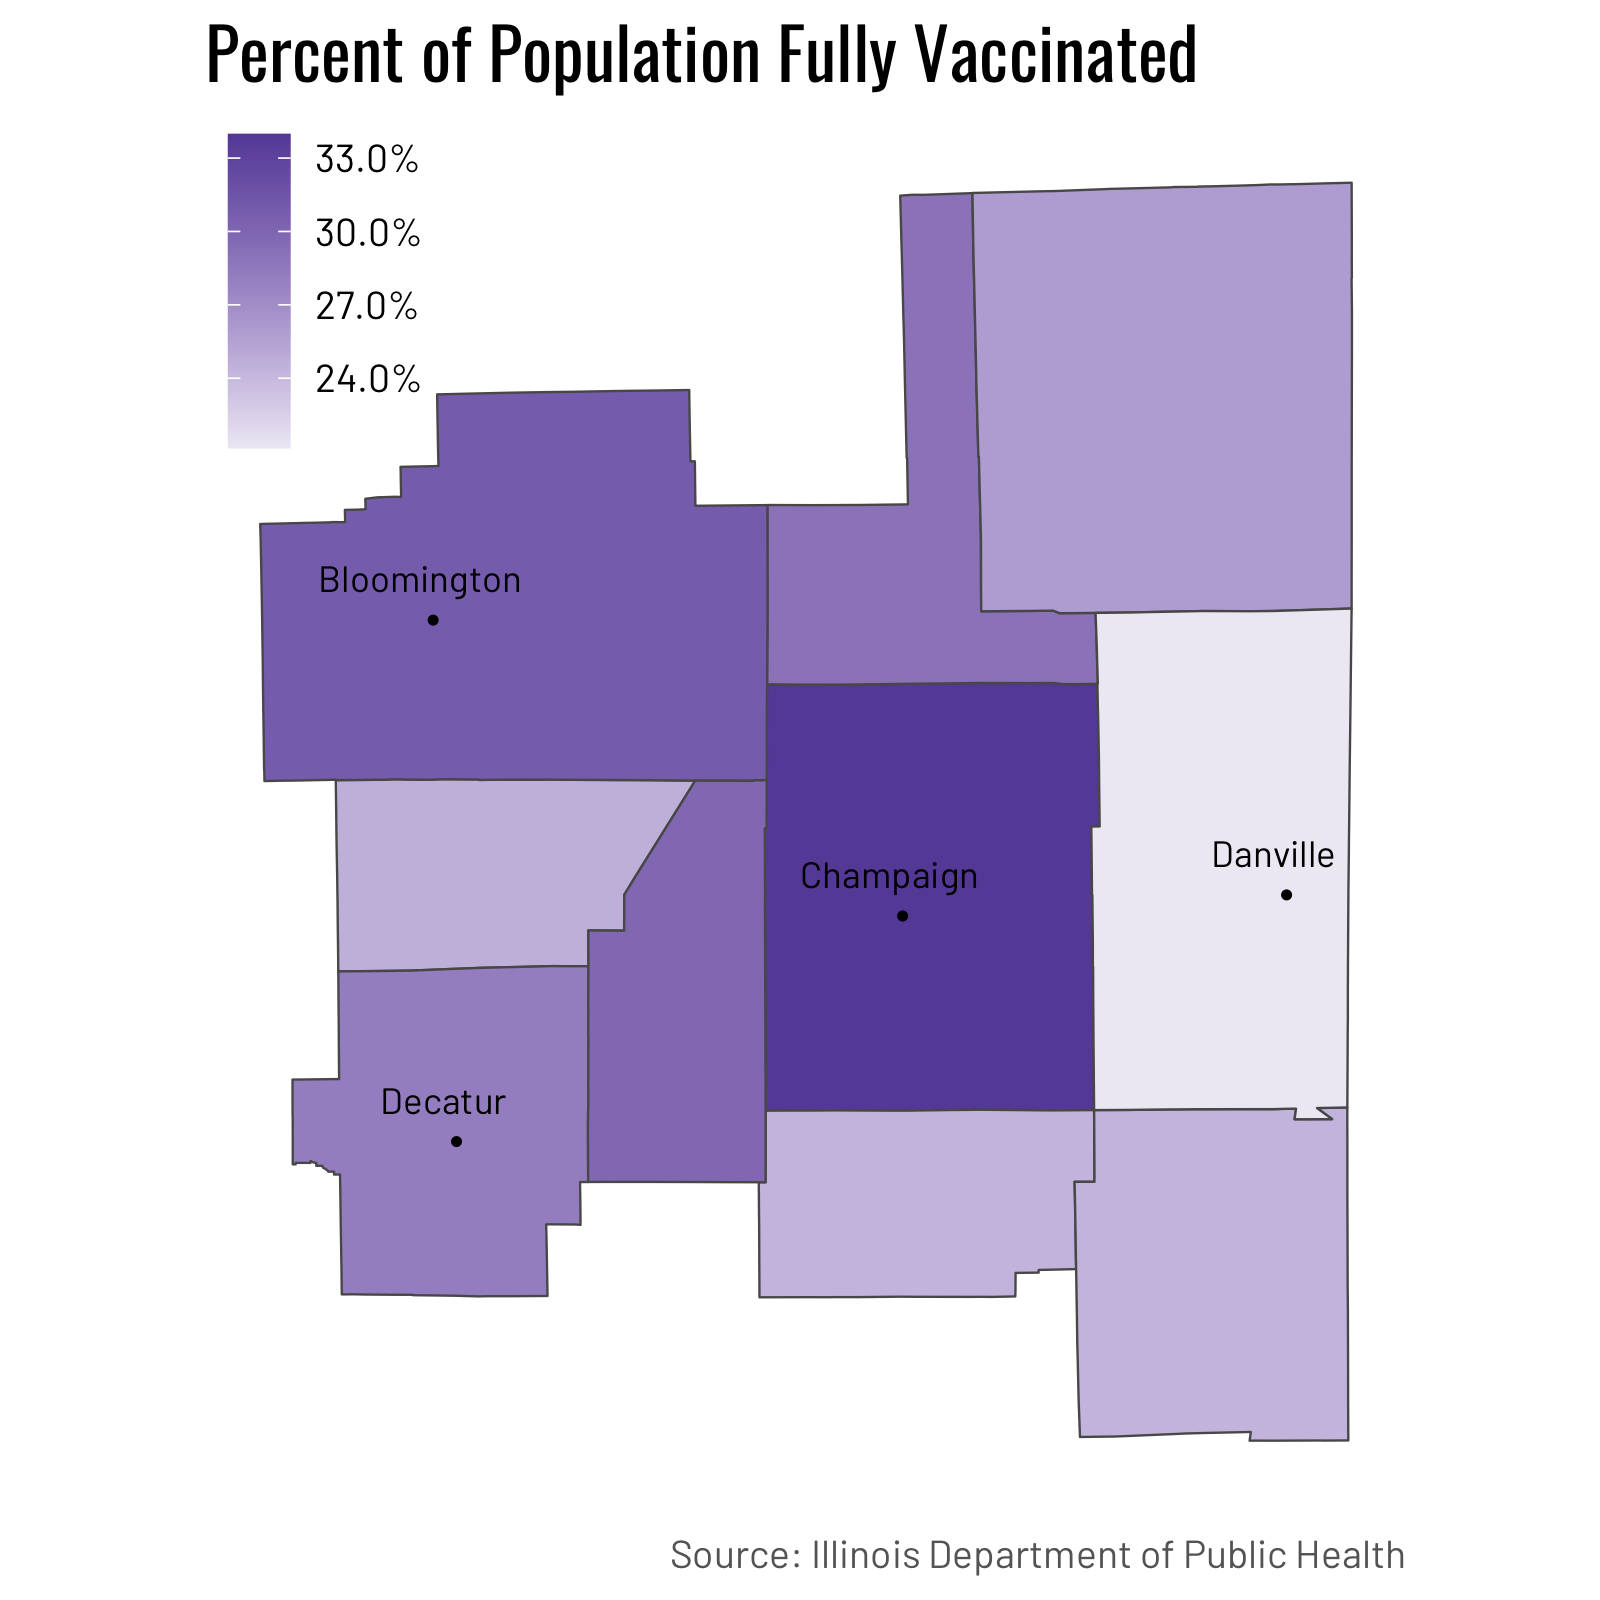 Percent of Population Fully Vaccinated
33.0%
30.0%
27.0%
24.0%
Bloomington
Danville
Champaign
Decatur
Source: Illinois Department of Public Health